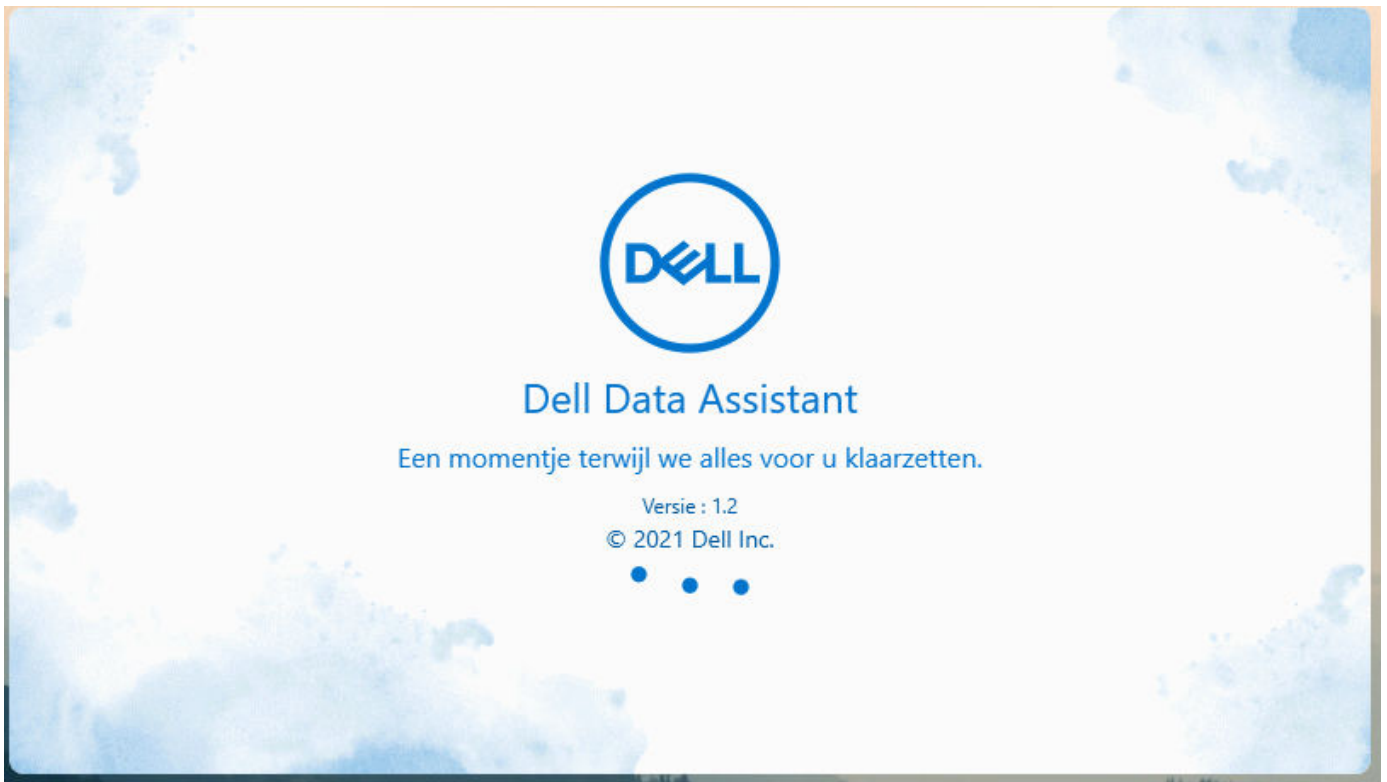 DELL
Dell Data Assistant
Een momentje terwijl we alles voor u klaarzetten.
Versie : 1.2
© 2021 Dell Inc.